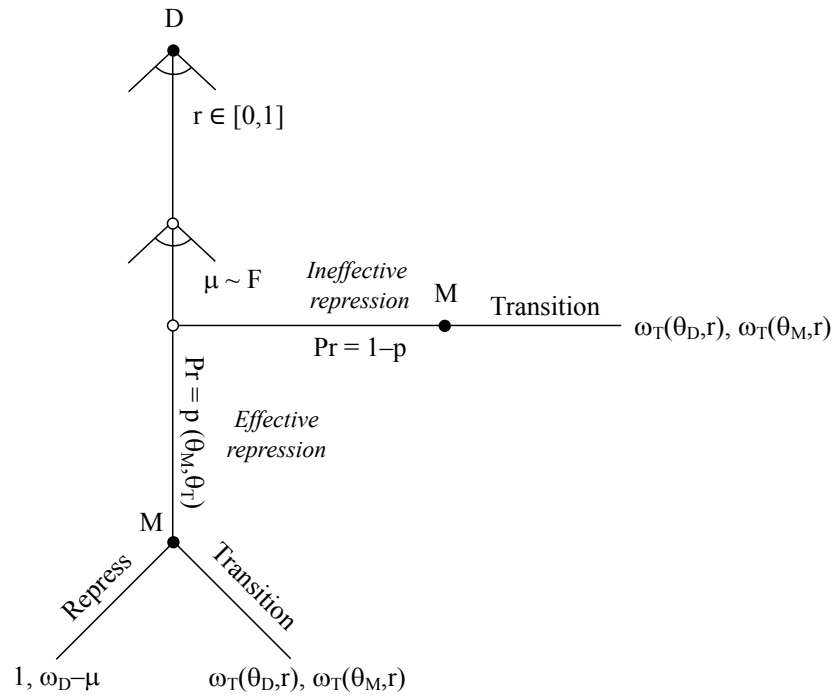 D
r ∈ [0,1]
μ ~ F
Ineffective
repression
M
Transition
Pr = 1–p
ω_T(θ_D,r), ω_T(θ_M,r)
Pr = p (θ_M,θ_T)
Effective
repression
M
Repress
Transition
1, ω_D–μ
ω_T(θ_D,r), ω_T(θ_M,r)